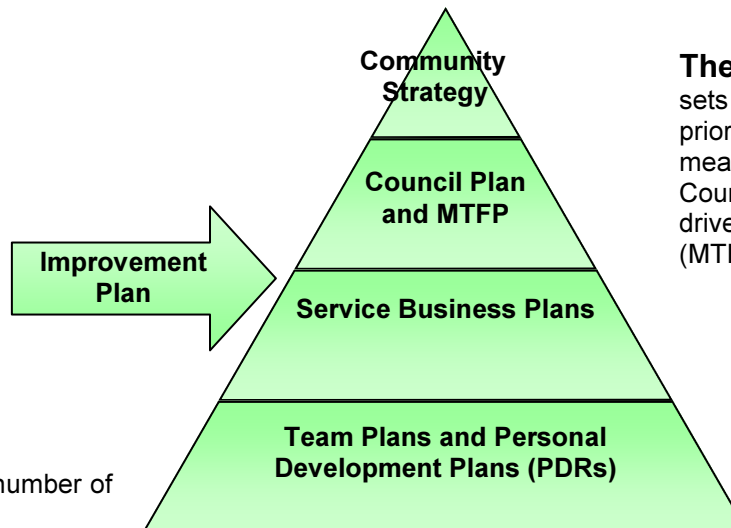 Community
Strategy
The
sets
prior
mea
Coun
drive
(MTF
Council Plan
and MTFP
Improvement
Plan
Service Business Plans
Team Plans and Personal
Development Plans (PDRs)
number of